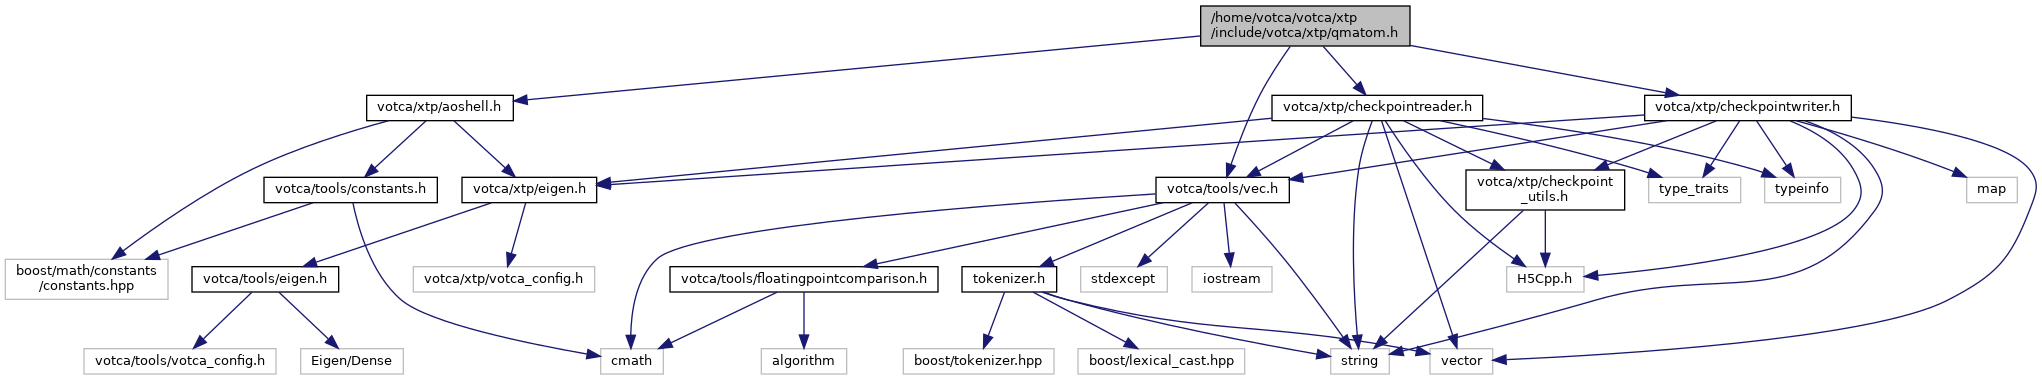 /home/votca/votca/xtp
/include/votca/xtp/qmatom.h
votca/xtp/aoshell.h
votca/xtp/checkpointreader.h
votca/xtp/checkpointwriter.h
votca/tools/constants.h
votca/xtp/eigen.h
votca/tools/vec.h
votca/xtp/checkpoint
_utils.h
type_traits
typeinfo
map
boost/math/constants
/constants.hpp
votca/tools/eigen.h
votca/xtp/votca_config.h
votca/tools/floatingpointcomparison.h
tokenizer.h
stdexcept
iostream
H5Cpp.h
votca/tools/votca_config.h
Eigen/Dense
cmath
algorithm
boost/tokenizer.hpp
boost/lexical_cast.hpp
string
vector